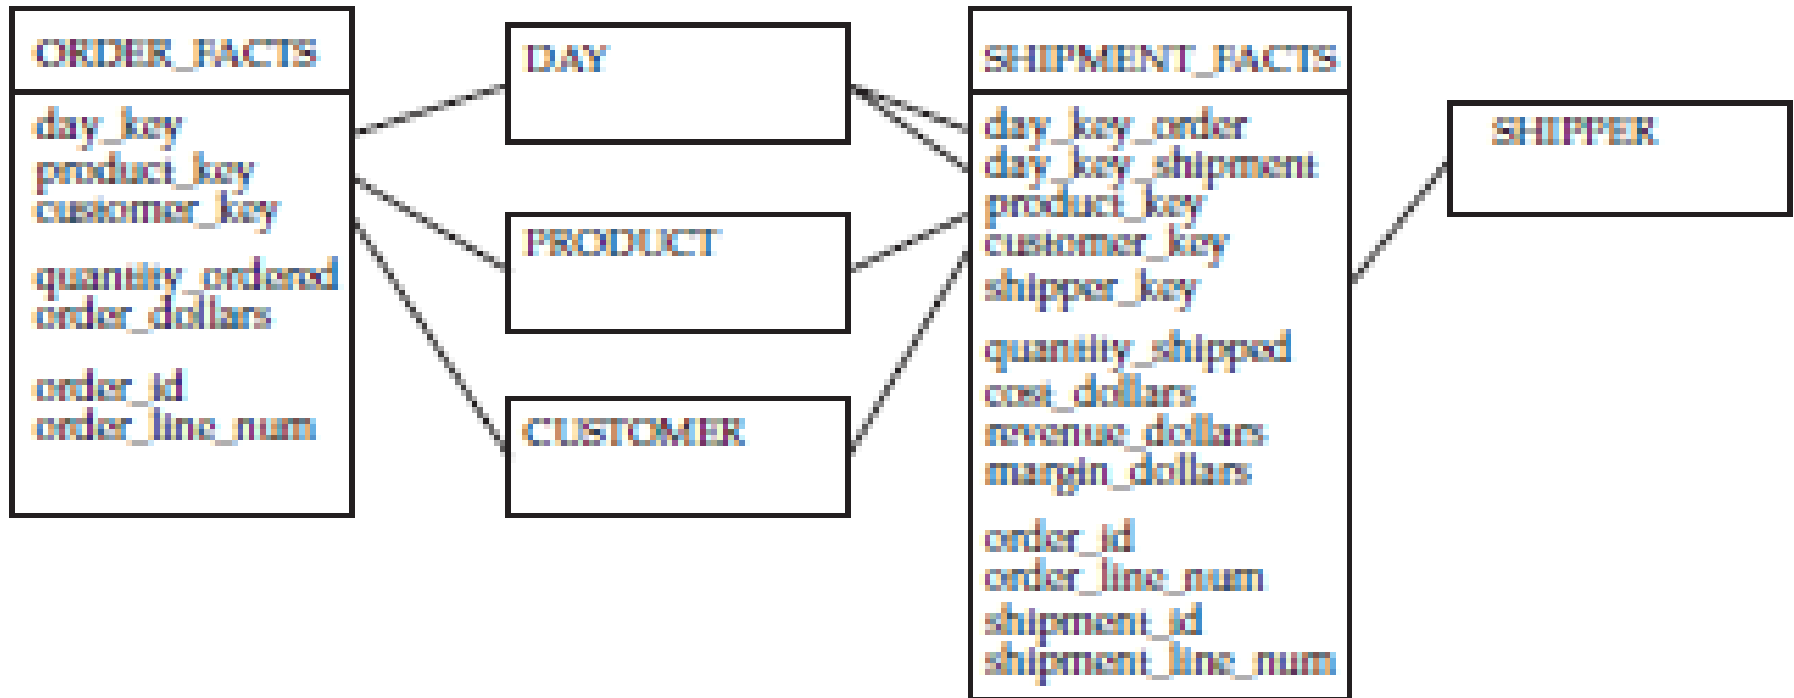 ORDER_FACTS
day_key
product_key
customer_key
quantity_ordered
order_dollars
order_id
order_line_num
DAY
PRODUCT
CUSTOMER
SHIPMENT_FACTS
day_key_order
day_key_shipment
product_key
customer_key
shipper_key
quantity_shipped
cost_dollars
revenue_dollars
margin_dollars
order_id
order_line_num
shipment_id
shipment_line_num
SHIPPER